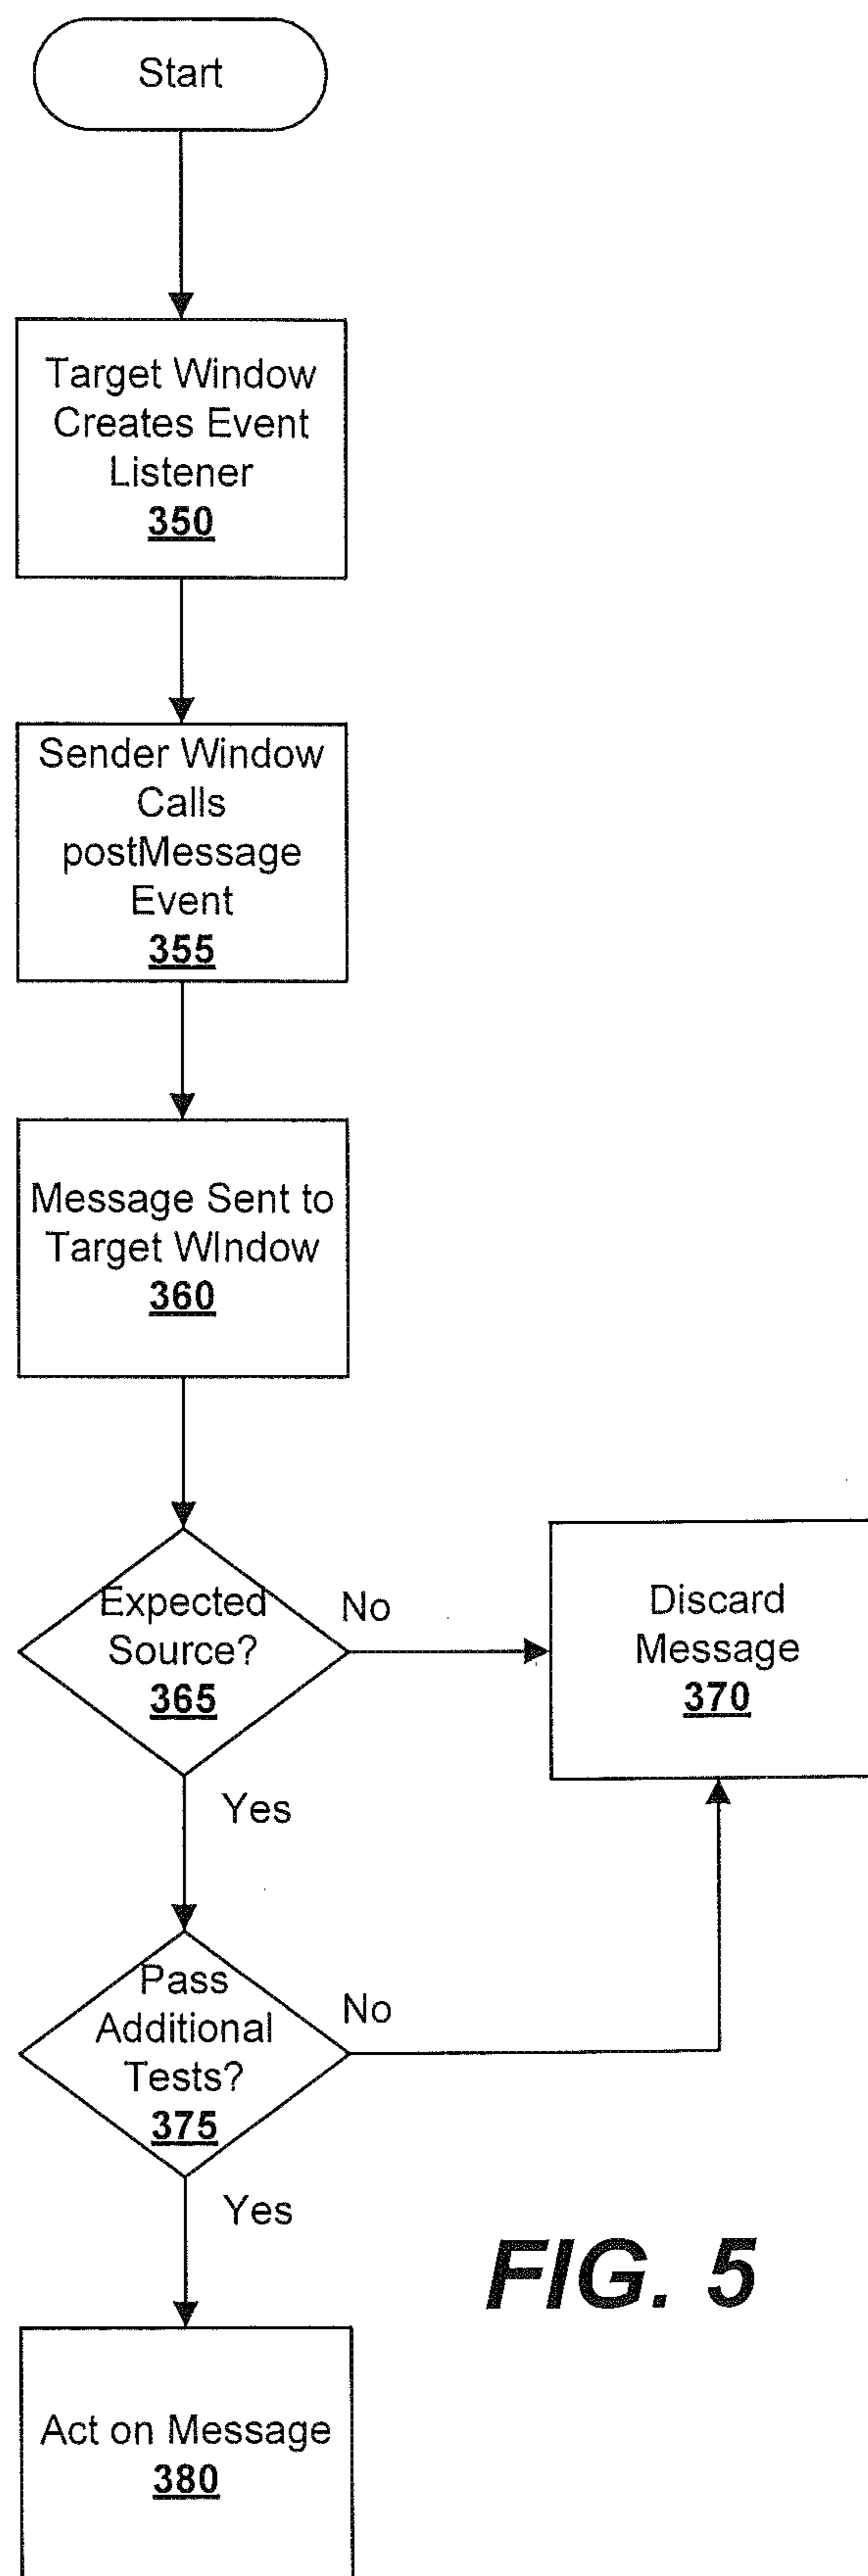 Start
Target Window
Creates Event
Listener
350
Sender Window
Calls
postMessage
Event
355
Message Sent to
Target WIndow
360
Expected
Source?
365
No
Discard
Message
370
Yes
Pass
Additional
Tests?
375
No
Yes
FIG. 5
Act on Message
380